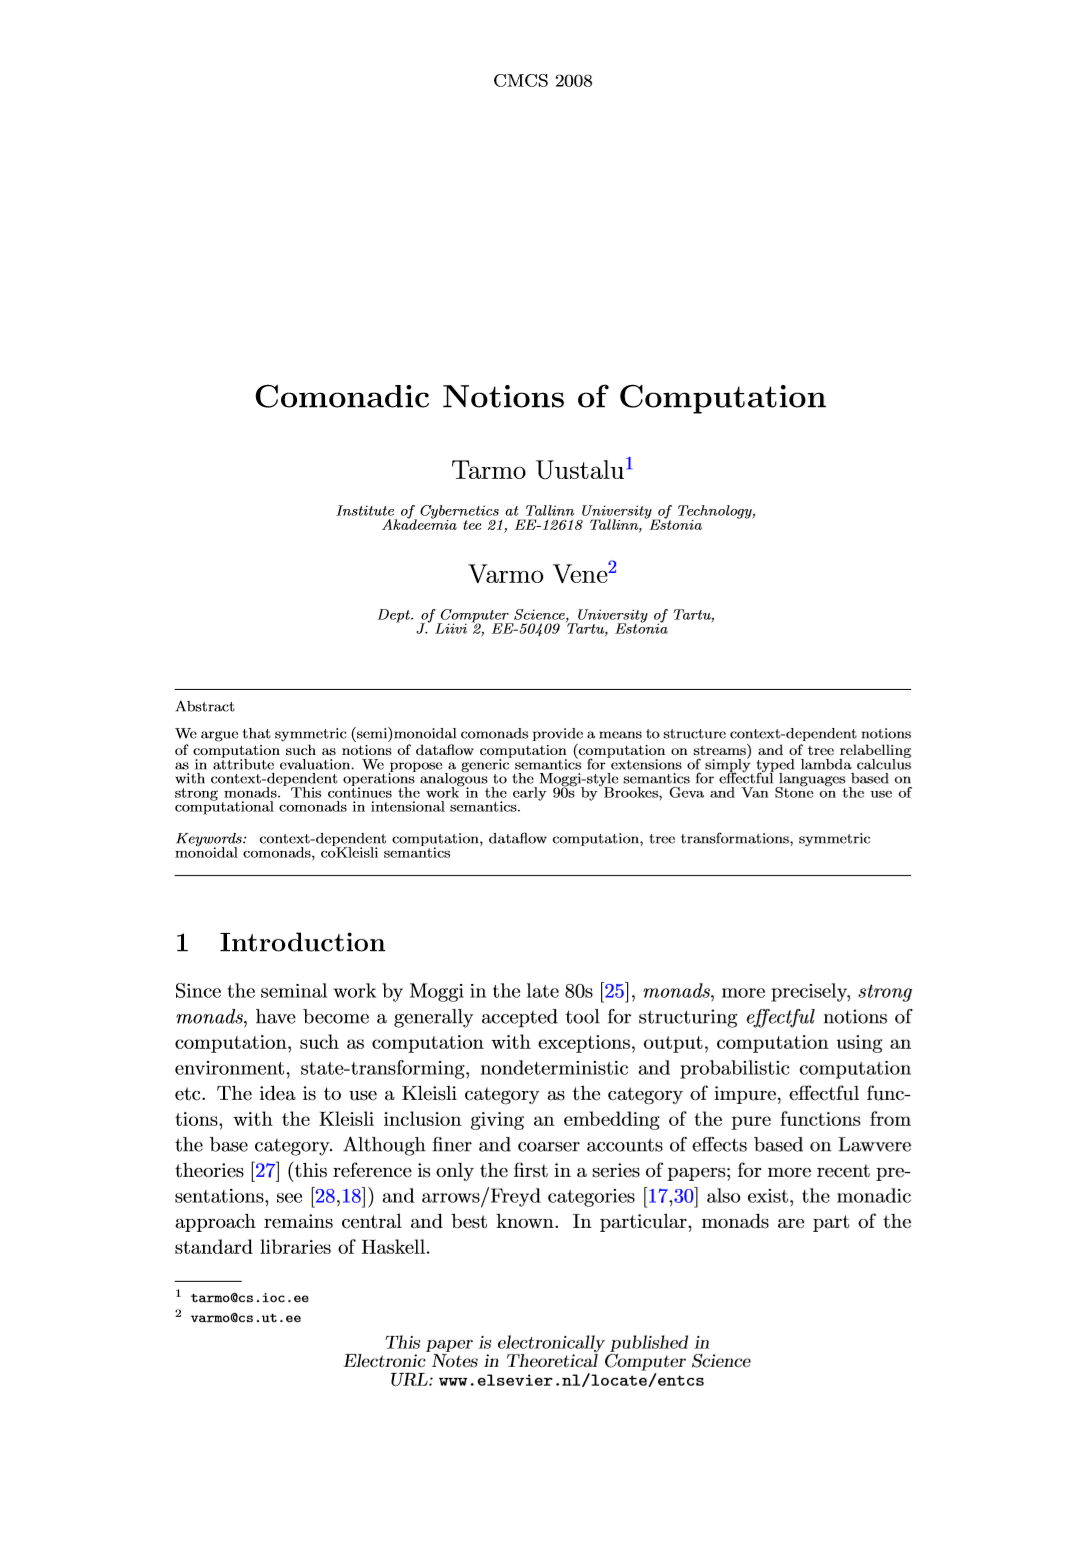 CMCS 2008
Comonadic Notions of Computation
Tarmo Uustalu1
Institute of Cybernetics at Tallinn University of Technology,
Akadeemia tee 21, EE-12618 Tallinn, Estonia
Varmo Vene2
Dept. of Computer Science, University of Tartu,
J. Liivi 2, EE-50409 Tartu, Estonia
Abstract
We argue that symmetric (semi)monoidal comonads provide a means to structure context-dependent notions
of computation such as notions of dataflow computation (computation on streams) and of tree relabelling
as in attribute evaluation. We propose a generic semantics for extensions of simply typed lambda calculus
with context-dependent operations analogous to the Moggi-style semantics for effectful languages based on
strong monads. This continues the work in the early 90s by Brookes, Geva and Van Stone on the use of
computational comonads in intensional semantics.
Keywords: context-dependent computation, dataflow computation, tree transformations, symmetric
monoidal comonads, coKleisli semantics
1 Introduction
Since the seminal work by Moggi in the late 80s [25], monads, more precisely, strong
monads, have become a generally accepted tool for structuring effectful notions of
computation, such as computation with exceptions, output, computation using an
environment, state-transforming, nondeterministic and probabilistic computation
etc. The idea is to use a Kleisli category as the category of impure, effectful func-
tions, with the Kleisli inclusion giving an embedding of the pure functions from
the base category. Although finer and coarser accounts of effects based on Lawvere
theories [27] (this reference is only the first in a series of papers; for more recent pre-
sentations, see [28,18]) and arrows/Freyd categories [17,30] also exist, the monadic
approach remains central and best known. In particular, monads are part of the
standard libraries of Haskell.
1 tarmo@cs.ioc.ee
2 varmo@cs.ut.ee
This paper is electronically published in
Electronic Notes in Theoretical Computer Science
URL: www.elsevier.nl/locate/entcs